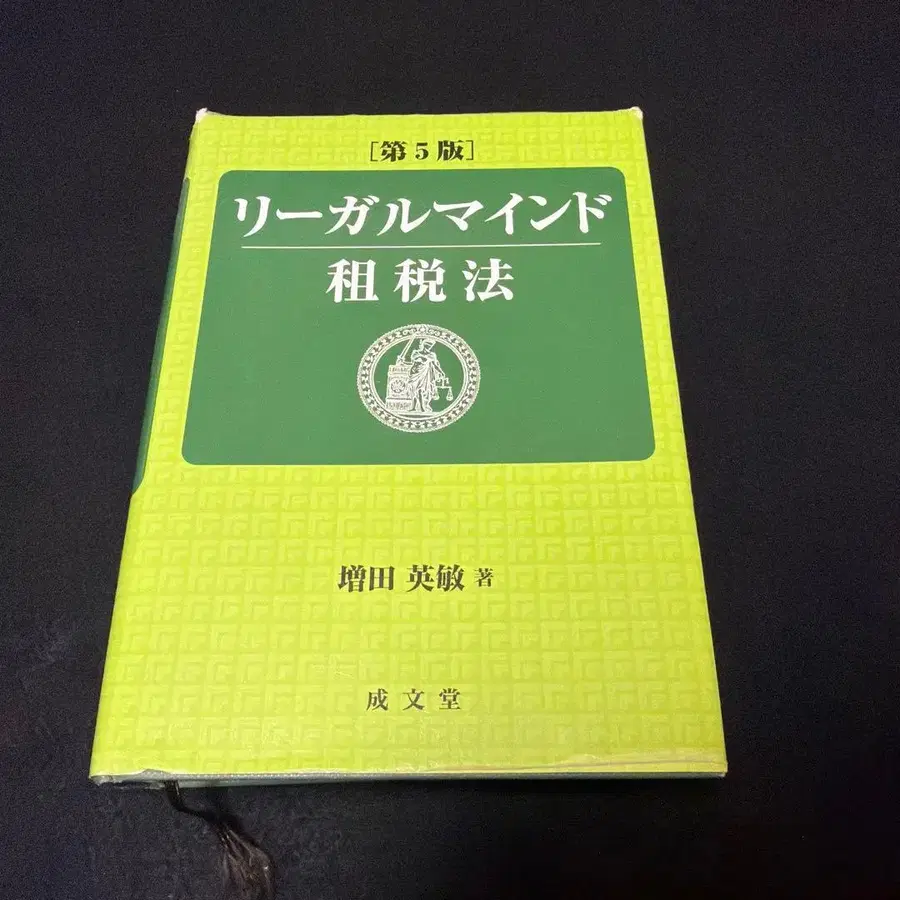 ［第5版］
リーガルマインド
租税法
増田 英敏 著
成文堂